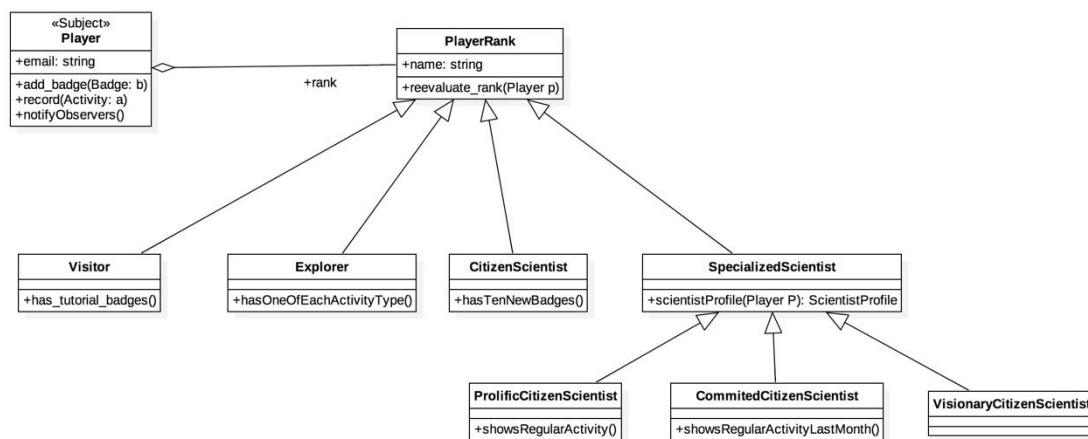 «Subject»
Player
+email: string
+add_badge(Badge: b)
+record(Activity: a)
+notifyObservers()
+rank
PlayerRank
+name: string
+reevaluate_rank(Player p)
Visitor
+has_tutorial_badges()
Explorer
+hasOneOfEachActivityType()
CitizenScientist
+hasTenNewBadges()
SpecializedScientist
+scientistProfile(Player P): ScientistProfile
ProlificCitizenScientist
+showsRegularActivity()
CommitedCitizenScientist
+showsRegularActivityLastMonth()
VisionaryCitizenScientist